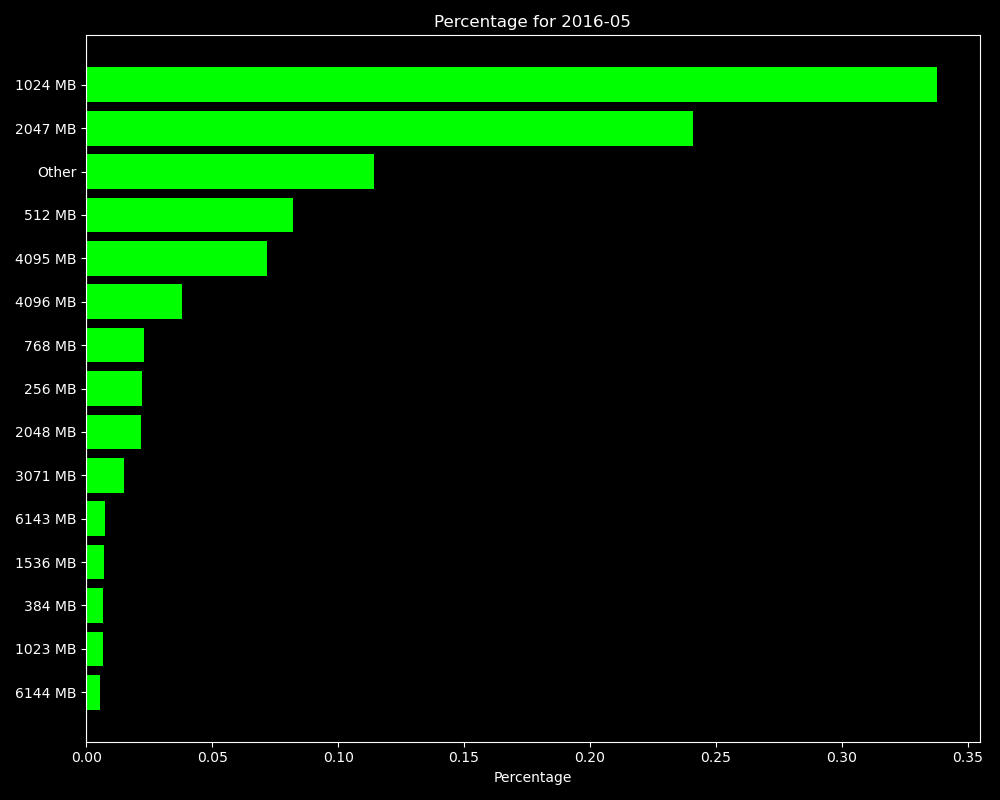 Percentage for 2016-05
1024 MB
2047 MB
Other
512 MB
4095 MB
4096 MB
768 MB
256 MB
2048 MB
3071 MB
6143 MB
1536 MB
384 MB
1023 MB
6144 MB
0.00 0.05 0.10 0.15 0.20 0.25 0.30 0.35
Percentage